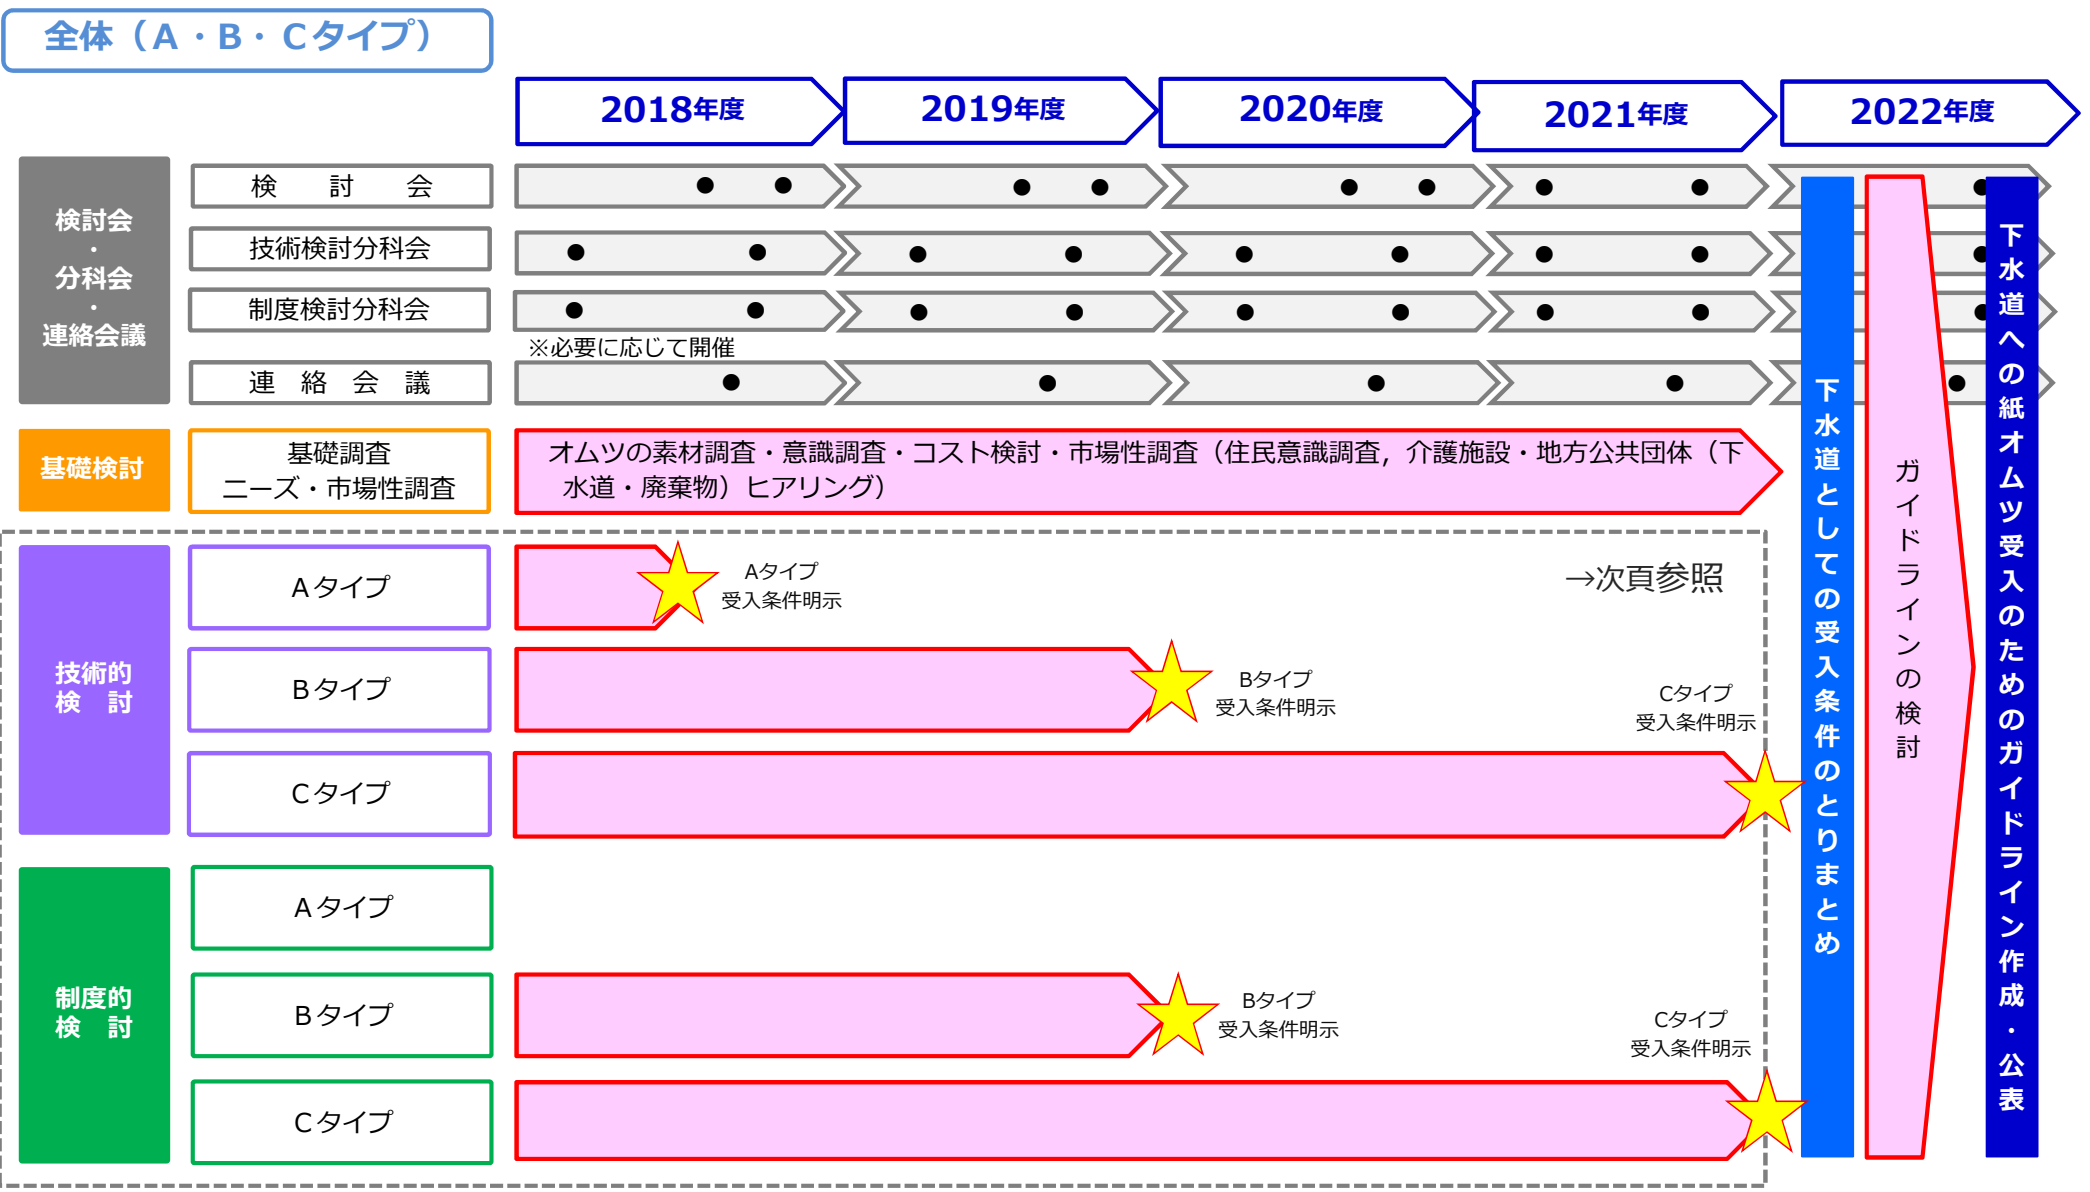 全体（A・B・Cタイプ）
2018年度
2019年度
2020年度
2021年度
2022年度
検討会
・
分科会
・
連絡会議
検　討　会
技術検討分科会
制度検討分科会
※必要に応じて開催
連　絡　会　議
基礎検討
基礎調査
ニーズ・市場性調査
オムツの素材調査・意識調査・コスト検討・市場性調査（住民意識調査，介護施設・地方公共団体（下
水道・廃棄物）ヒアリング）
技術的
検　討
Aタイプ
Aタイプ
受入条件明示
→次頁参照
Bタイプ
Bタイプ
受入条件明示
Cタイプ
受入条件明示
Cタイプ
制度的
検　討
Aタイプ
Bタイプ
Bタイプ
受入条件明示
Cタイプ
受入条件明示
Cタイプ
下水道としての受入条件のとりまとめ
ガイドラインの検討
下水道への紙オムツ受入のためのガイドライン作成・公表